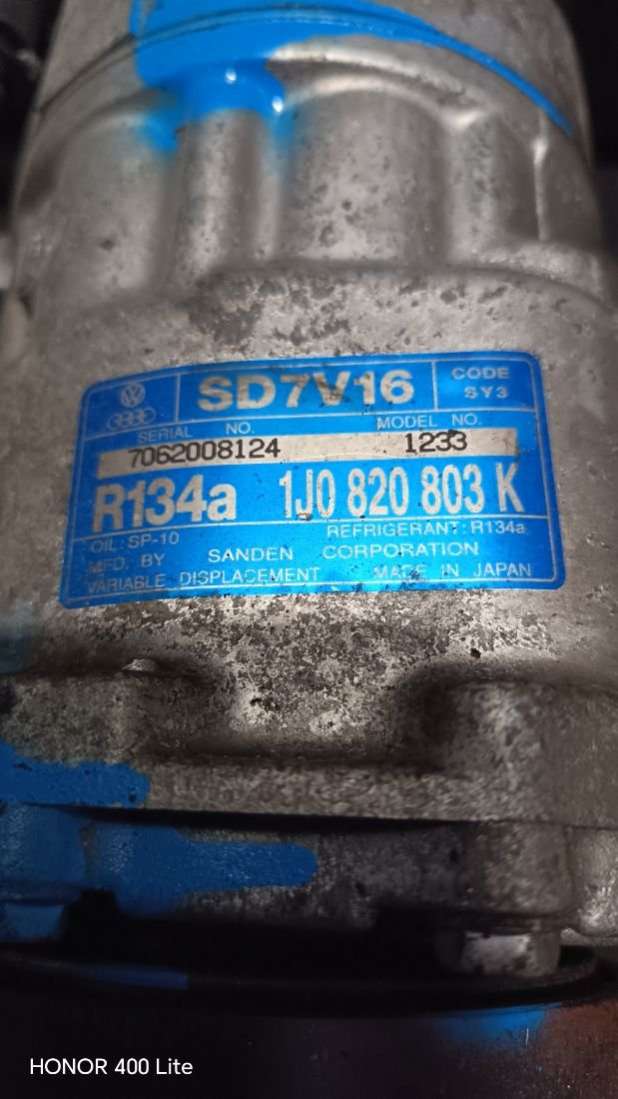 SD7V16
CODE
SY3
SERIAL NO.
MODEL NO.
7062008124
1233
R134a 1J0 820 803 K
OIL: SP-10
REFRIGERANT: R134a
MFD. BY SANDEN CORPORATION
VARIABLE DISPLACEMENT MADE IN JAPAN
HONOR 400 Lite